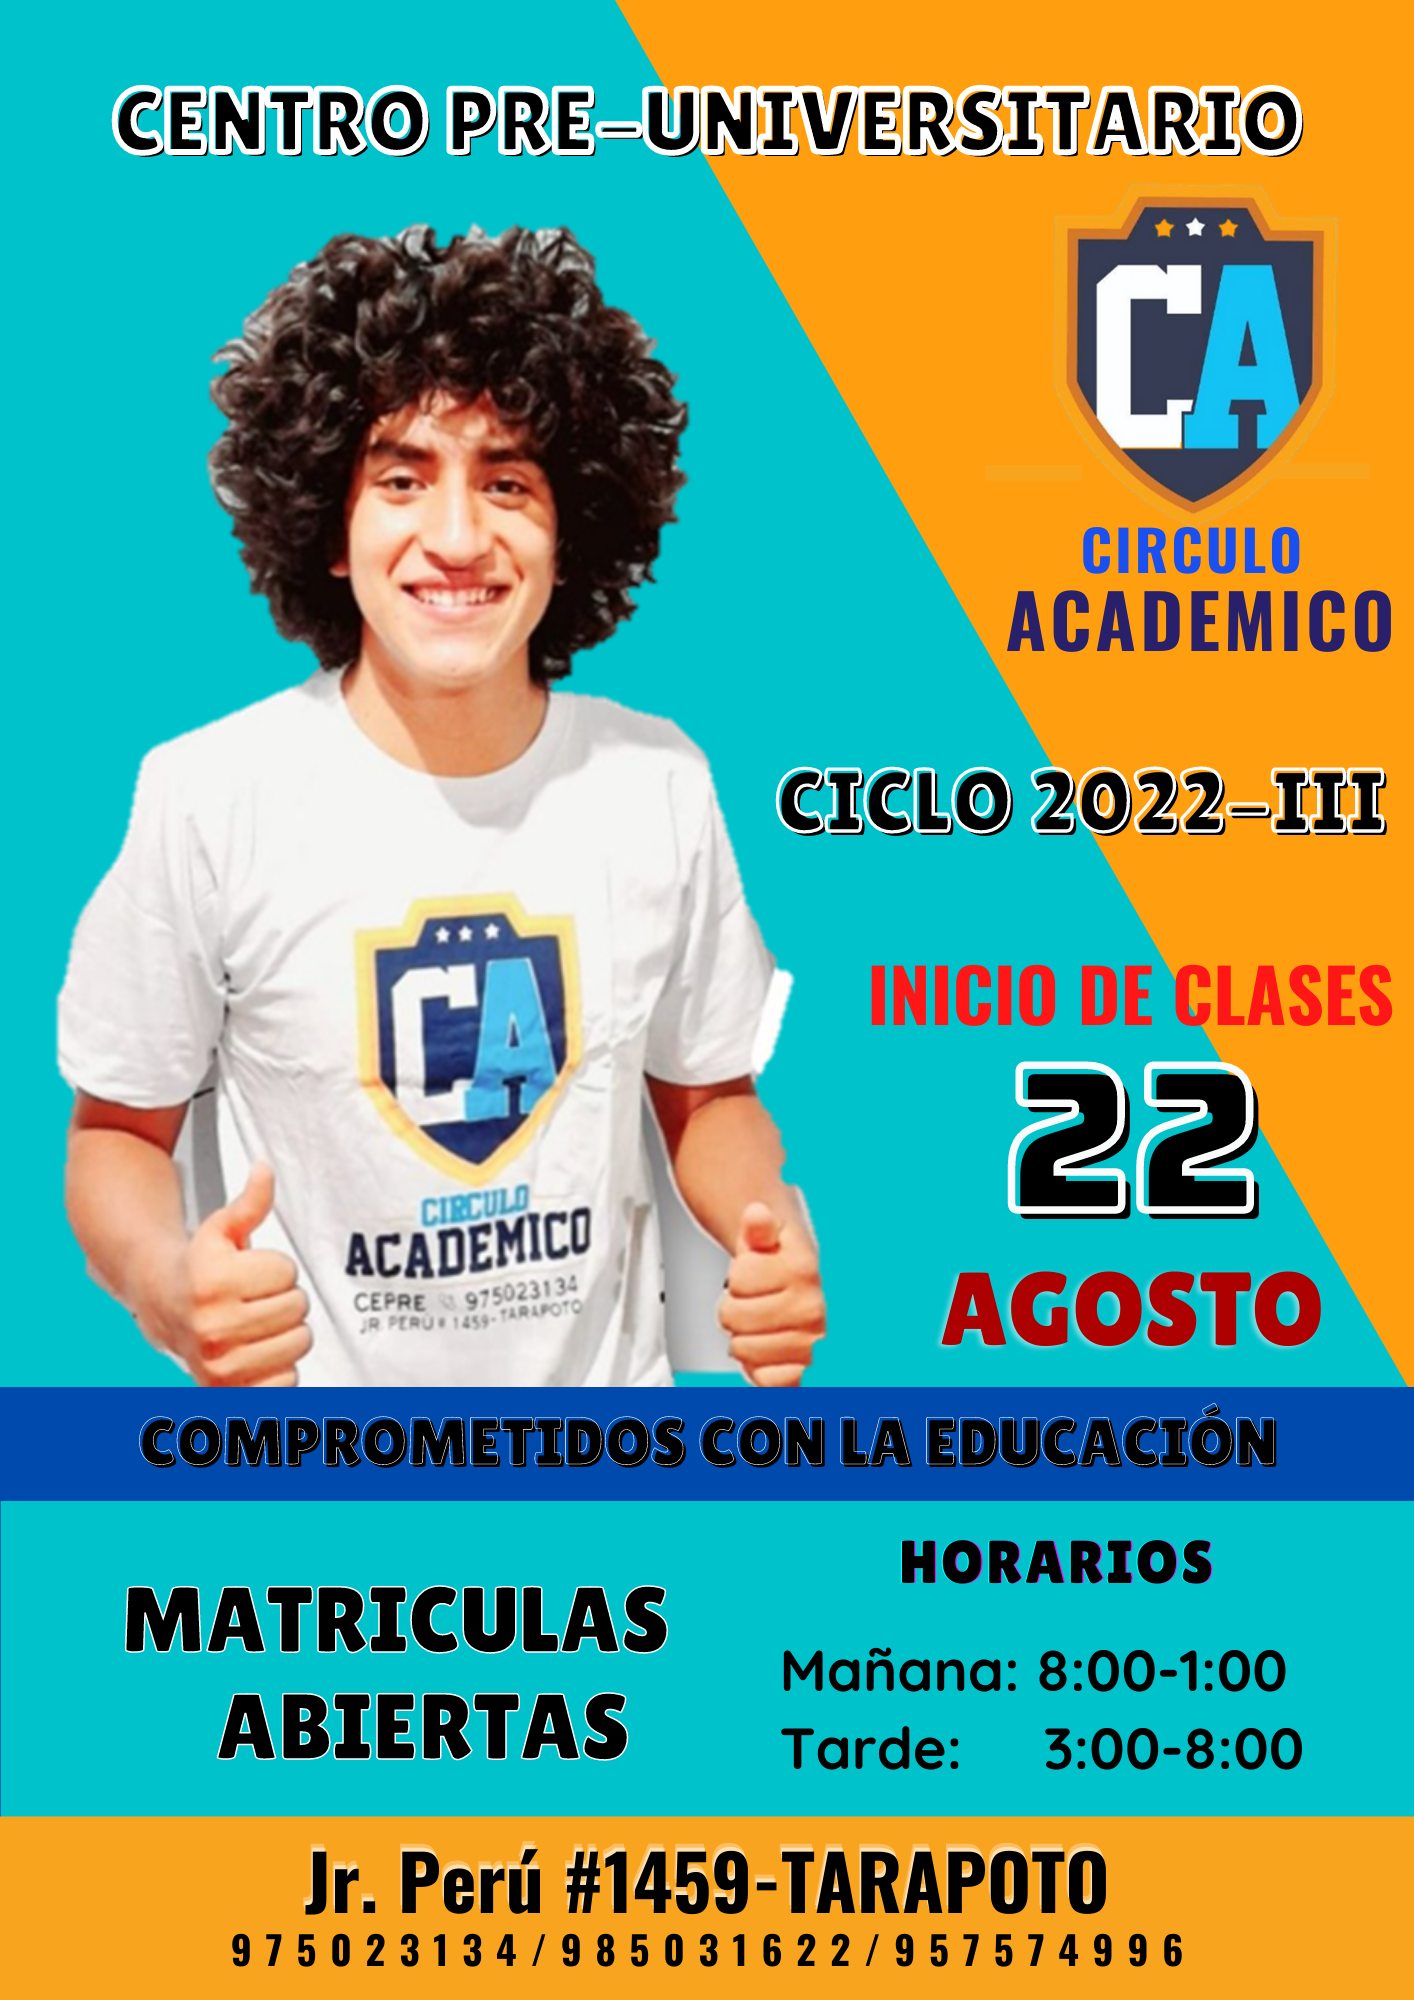 CENTRO PRE-UNIVERSITARIO
CA
CIRCULO
ACADEMICO
CICLO 2022-III
INICIO DE CLASES
22
AGOSTO
CA
CIRCULO
ACADEMICO
CEPRE 975023134
JR. PERÚ # 1459-TARAPOTO
COMPROMETIDOS CON LA EDUCACIÓN
MATRICULAS
ABIERTAS
HORARIOS
Mañana: 8:00-1:00
Tarde: 3:00-8:00
Jr. Perú #1459-TARAPOTO
975023134/985031622/957574996